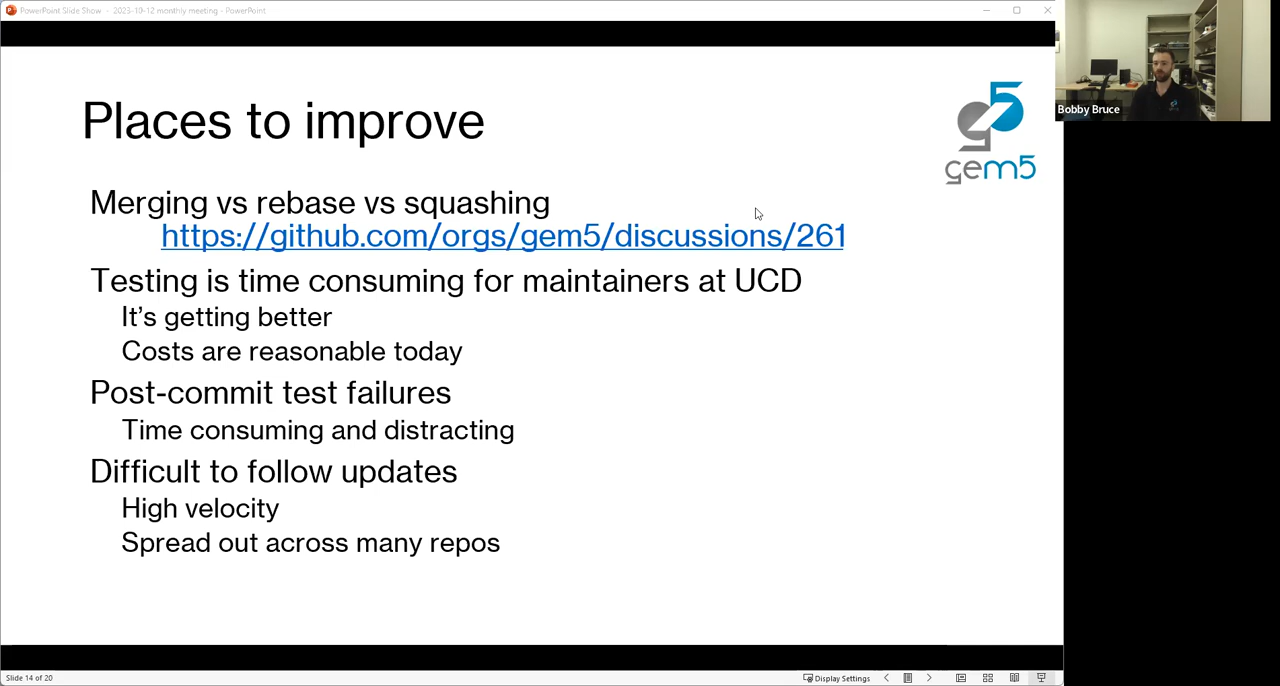 PowerPoint Slide Show - 2023-10-12 monthly meeting - PowerPoint
Bobby Bruce
Places to improve
gem5
Merging vs rebase vs squashing
https://github.com/orgs/gem5/discussions/261
Testing is time consuming for maintainers at UCD
It's getting better
Costs are reasonable today
Post-commit test failures
Time consuming and distracting
Difficult to follow updates
High velocity
Spread out across many repos
Slide 14 of 20
Display Settings